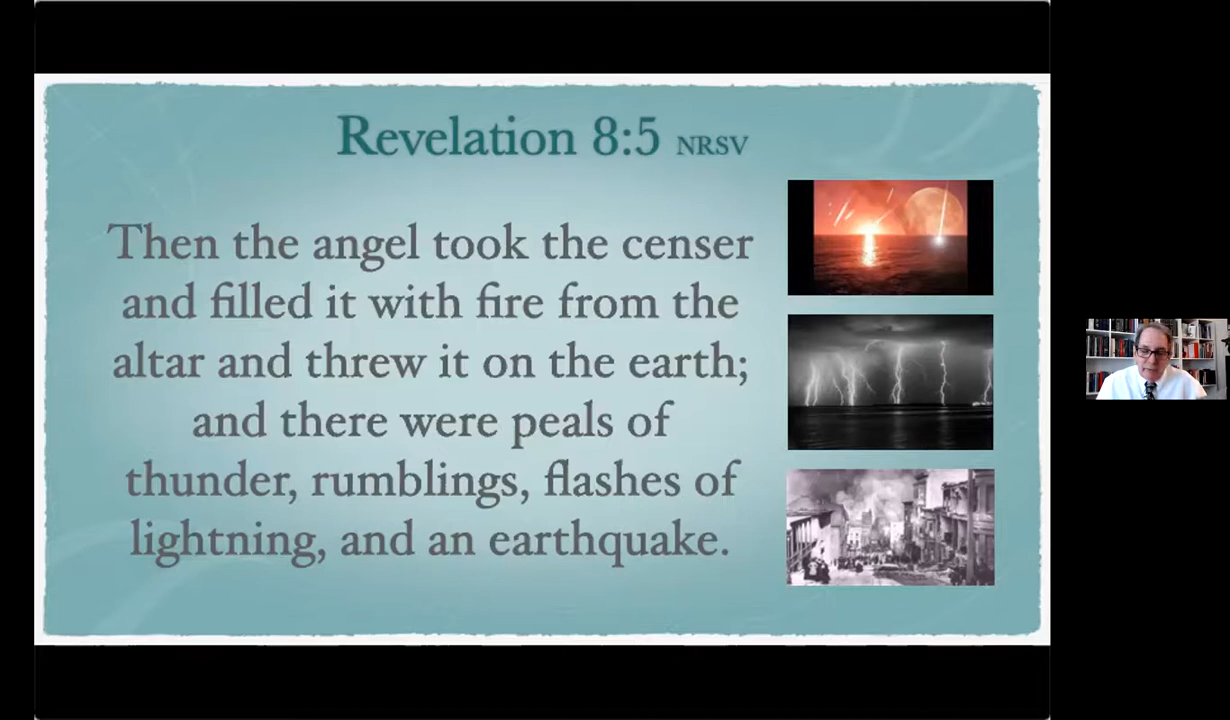 Revelation 8:5 NRSV
Then the angel took the censer
and filled it with fire from the
altar and threw it on the earth;
and there were peals of
thunder, rumblings, flashes of
lightning, and an earthquake.